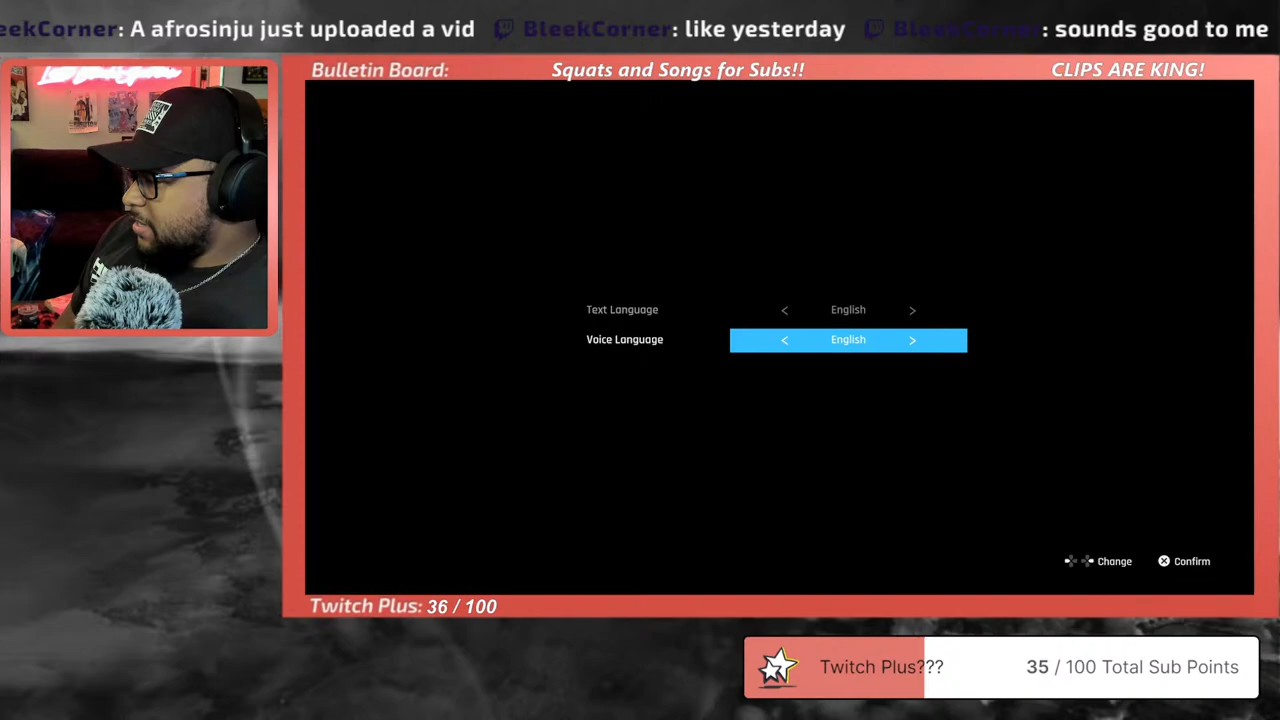 eekCorner: A afrosinju just uploaded a vid BleekCorner: like yesterday BleekCorner: sounds good to me
Bulletin Board: Squats and Songs for Subs!! CLIPS ARE KING!
Text Language < English >
Voice Language < English >
Change Confirm
Twitch Plus: 36 / 100
Twitch Plus??? 35 / 100 Total Sub Points